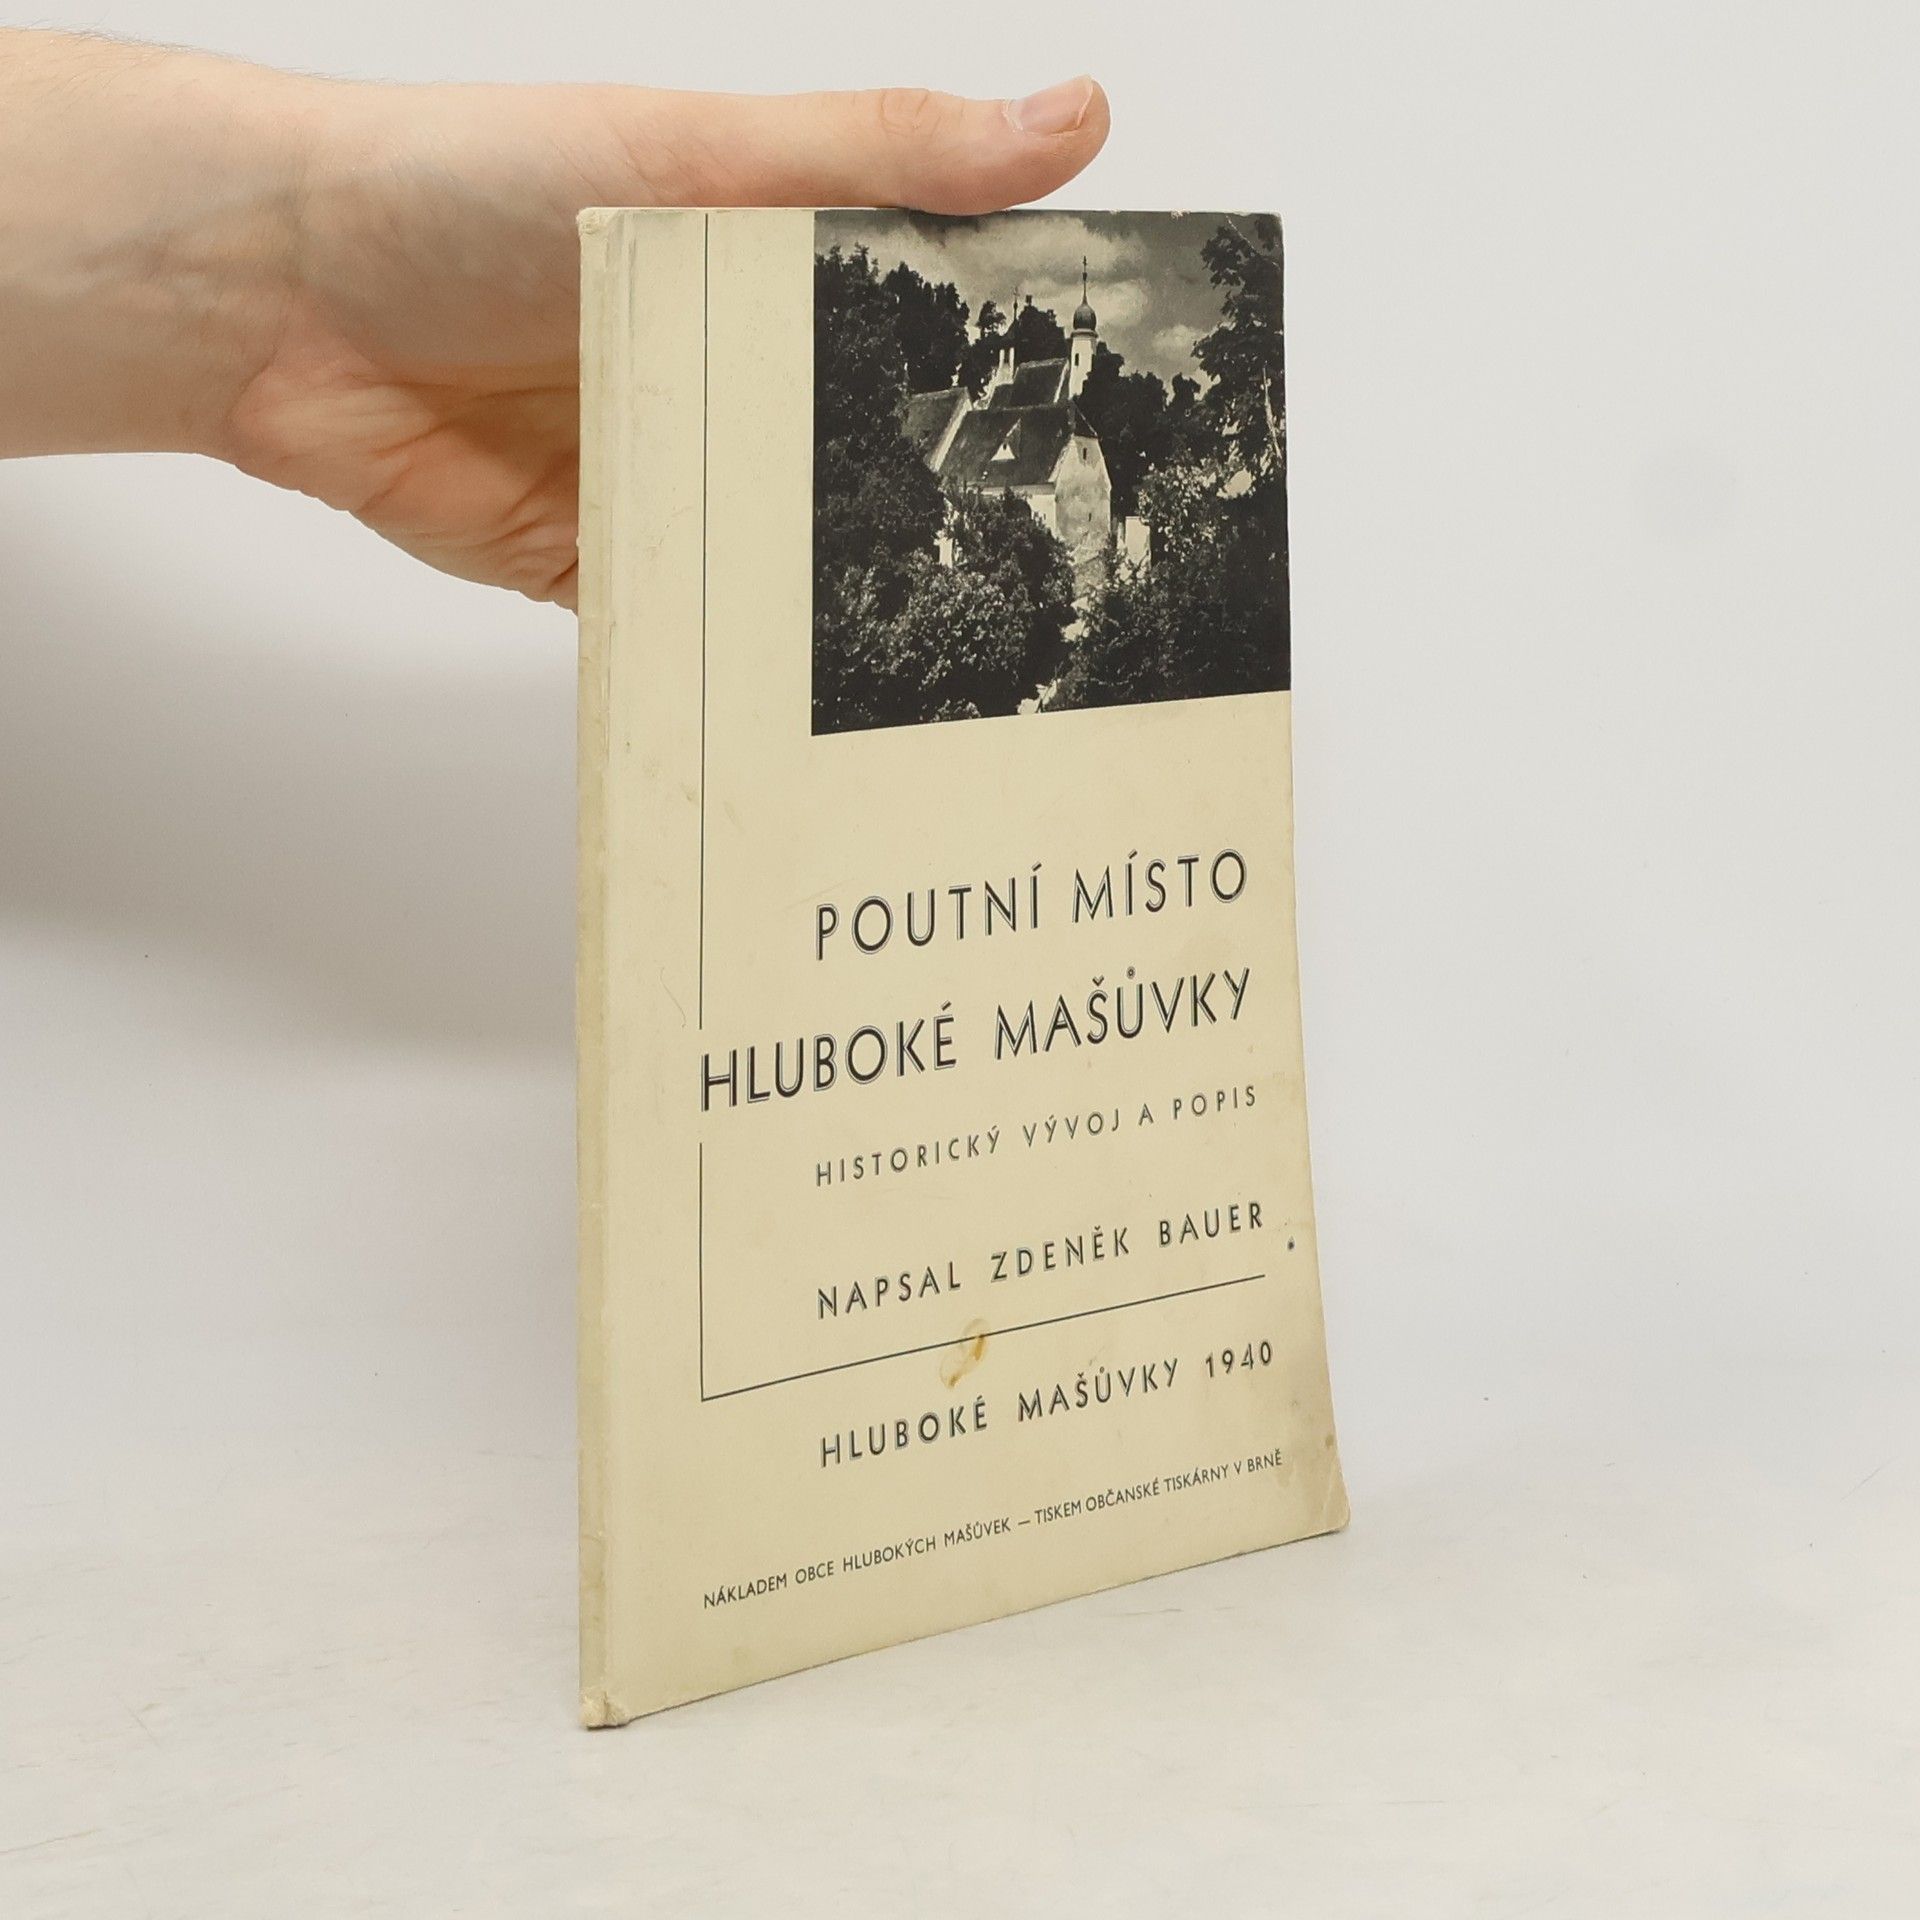 POUTNÍ MÍSTO
HLUBOKÉ MAŠŮVKY
HISTORICKÝ VÝVOJ A POPIS
NAPSAL ZDENĚK BAUER
HLUBOKÉ MAŠŮVKY 1940
NÁKLADEM OBCE HLUBOKÝCH MAŠŮVEK — TISKEM OBČANSKÉ TISKÁRNY V BRNĚ